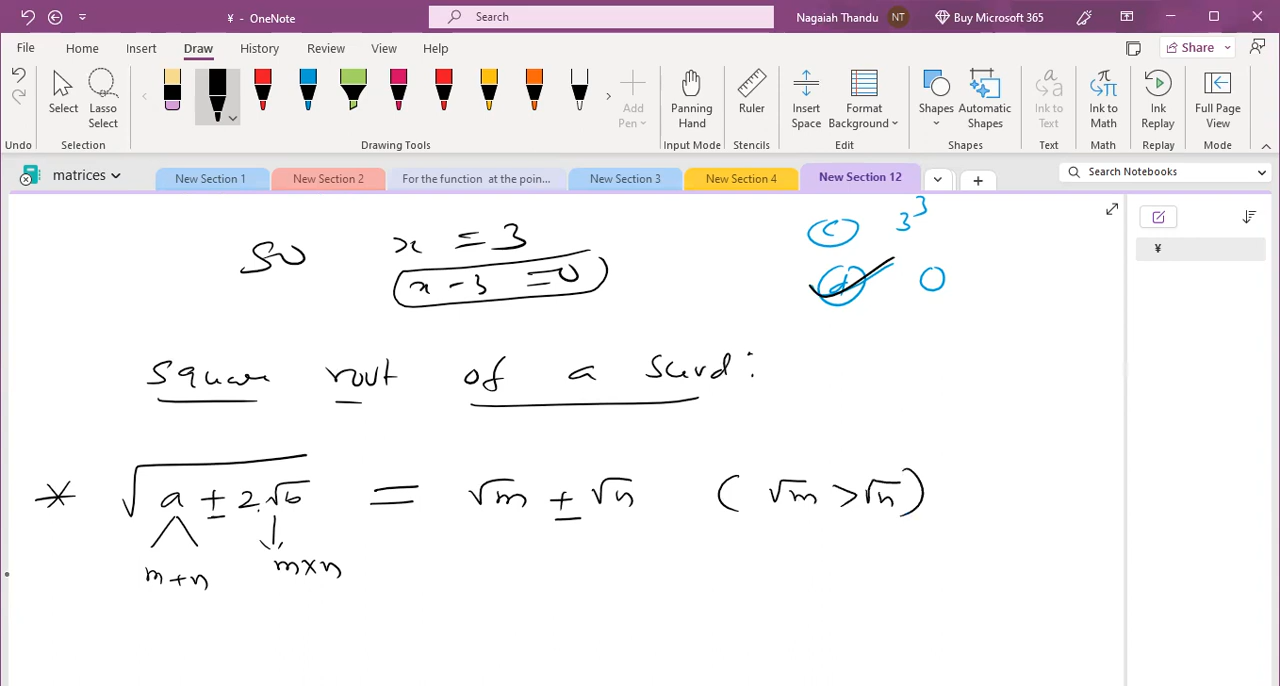 ¥ - OneNote
Search
Nagaiah Thandu NT
Buy Microsoft 365
File Home Insert Draw History Review View Help
Share
Undo
Select
Lasso Select
Selection
Add Pen
Drawing Tools
Panning Hand
Input Mode
Ruler
Stencils
Insert Space
Format Background
Edit
Shapes
Automatic Shapes
Shapes
Ink to Text
Text
Ink to Math
Math
Ink Replay
Replay
Full Page View
Mode
matrices
New Section 1
New Section 2
For the function at the poin...
New Section 3
New Section 4
New Section 12
+
Search Notebooks
¥
so x = 3
x - 3 = 0
c 3³
d 0
square root of a surd:
* √(a ± 2.√b) = √m ± √n (√m > √n)
m + n m × n